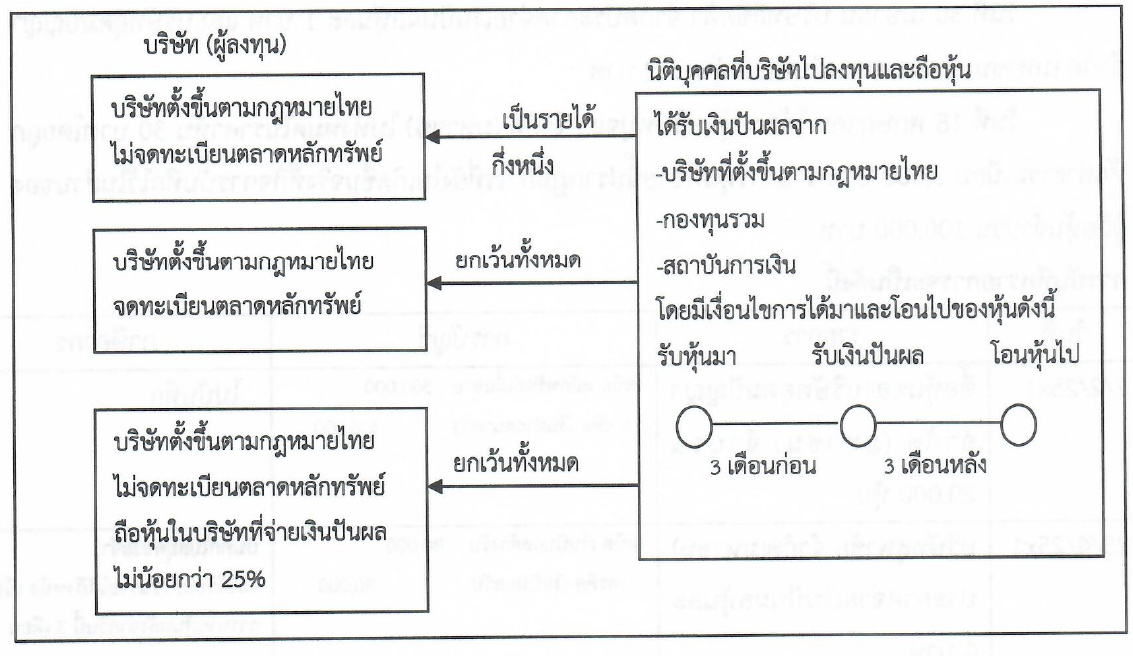 บริษัท (ผู้ลงทุน)
บริษัทตั้งขึ้นตามกฎหมายไทย
ไม่จดทะเบียนตลาดหลักทรัพย์
เป็นรายได้
กึ่งหนึ่ง
บริษัทตั้งขึ้นตามกฎหมายไทย
จดทะเบียนตลาดหลักทรัพย์
ยกเว้นทั้งหมด
บริษัทตั้งขึ้นตามกฎหมายไทย
ไม่จดทะเบียนตลาดหลักทรัพย์
ถือหุ้นในบริษัทที่จ่ายเงินปันผล
ไม่น้อยกว่า 25%
ยกเว้นทั้งหมด
นิติบุคคลที่บริษัทไปลงทุนและถือหุ้น
ได้รับเงินปันผลจาก
-บริษัทที่ตั้งขึ้นตามกฎหมายไทย
-กองทุนรวม
-สถาบันการเงิน
โดยมีเงื่อนไขการได้มาและโอนไปของหุ้นดังนี้
รับหุ้นมา รับเงินปันผล โอนหุ้นไป
3 เดือนก่อน 3 เดือนหลัง